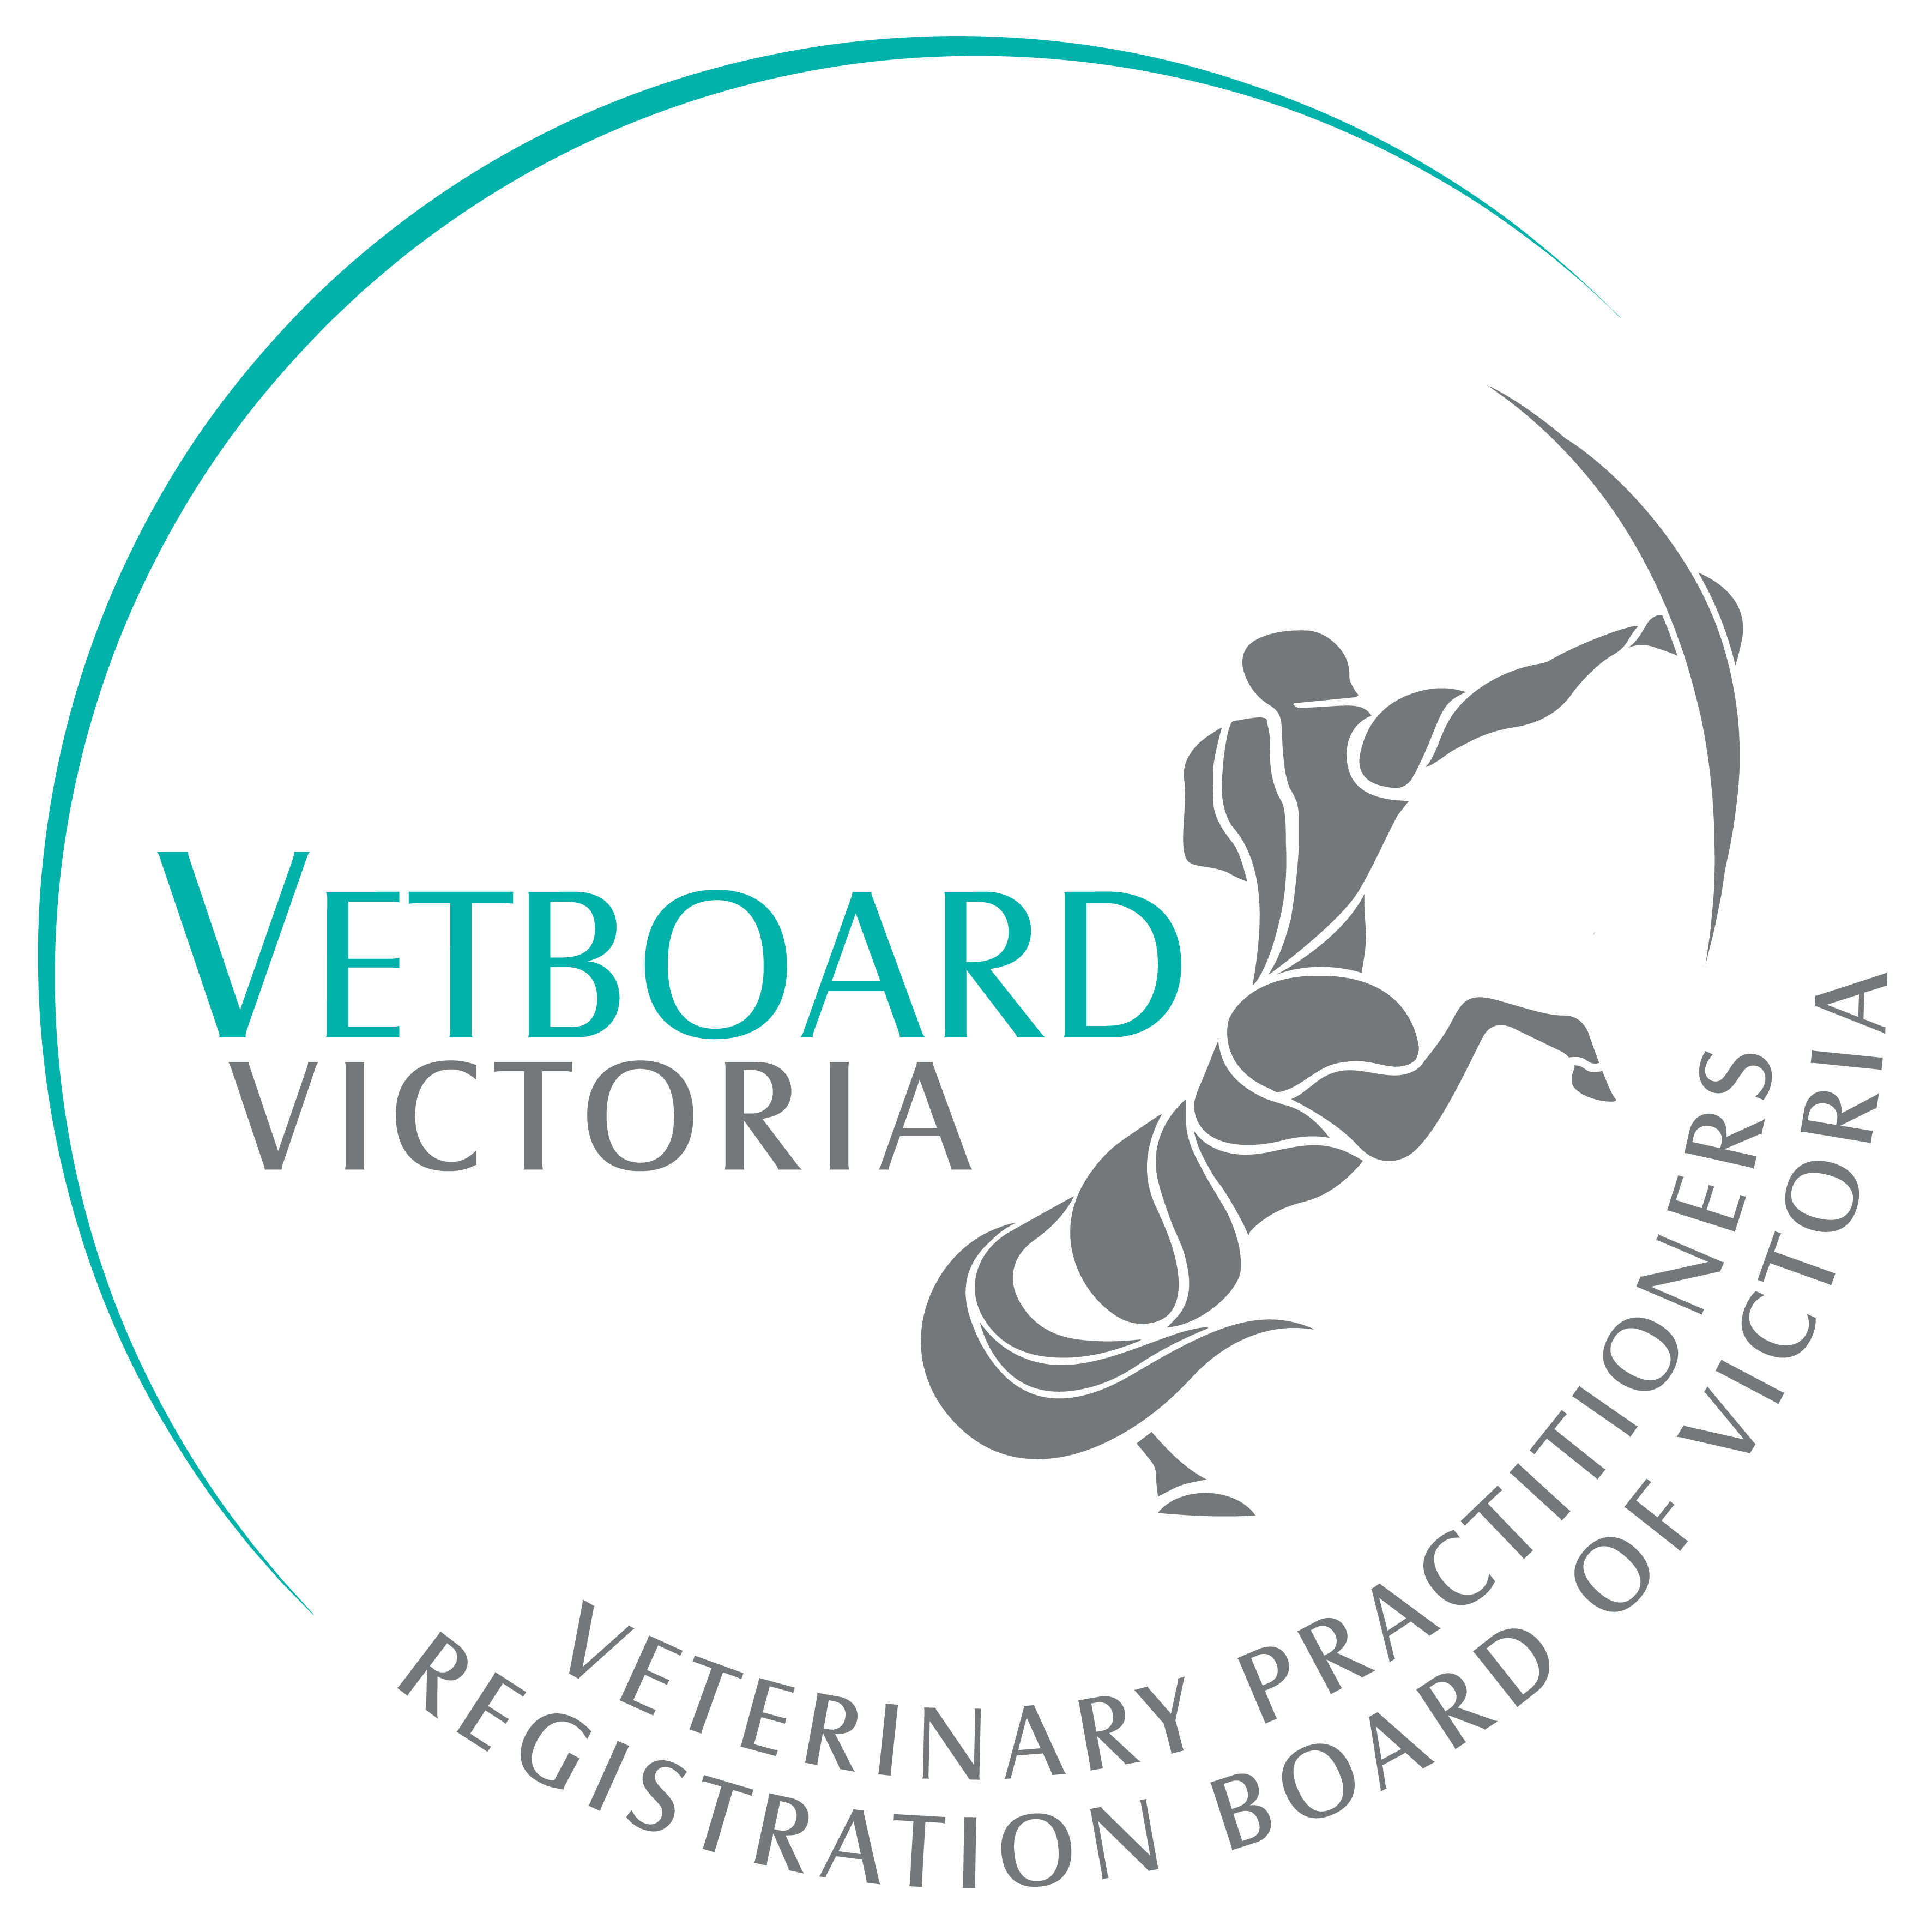 VETBOARD
VICTORIA
VETERINARY PRACTITIONERS
REGISTRATION BOARD OF VICTORIA